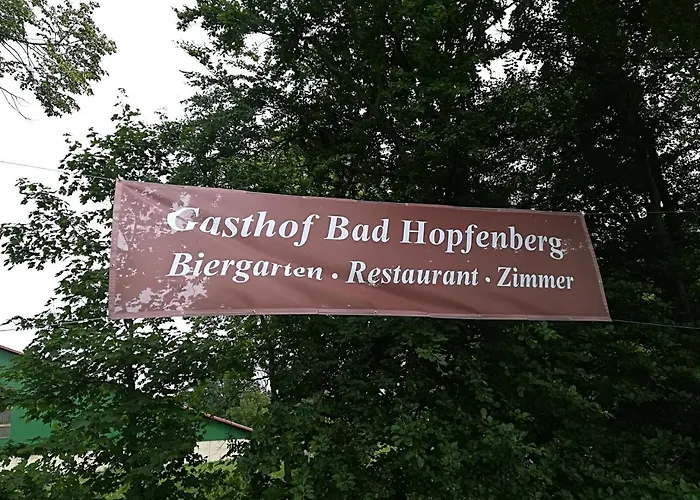 Gasthof Bad Hopfenberg
Biergarten · Restaurant · Zimmer